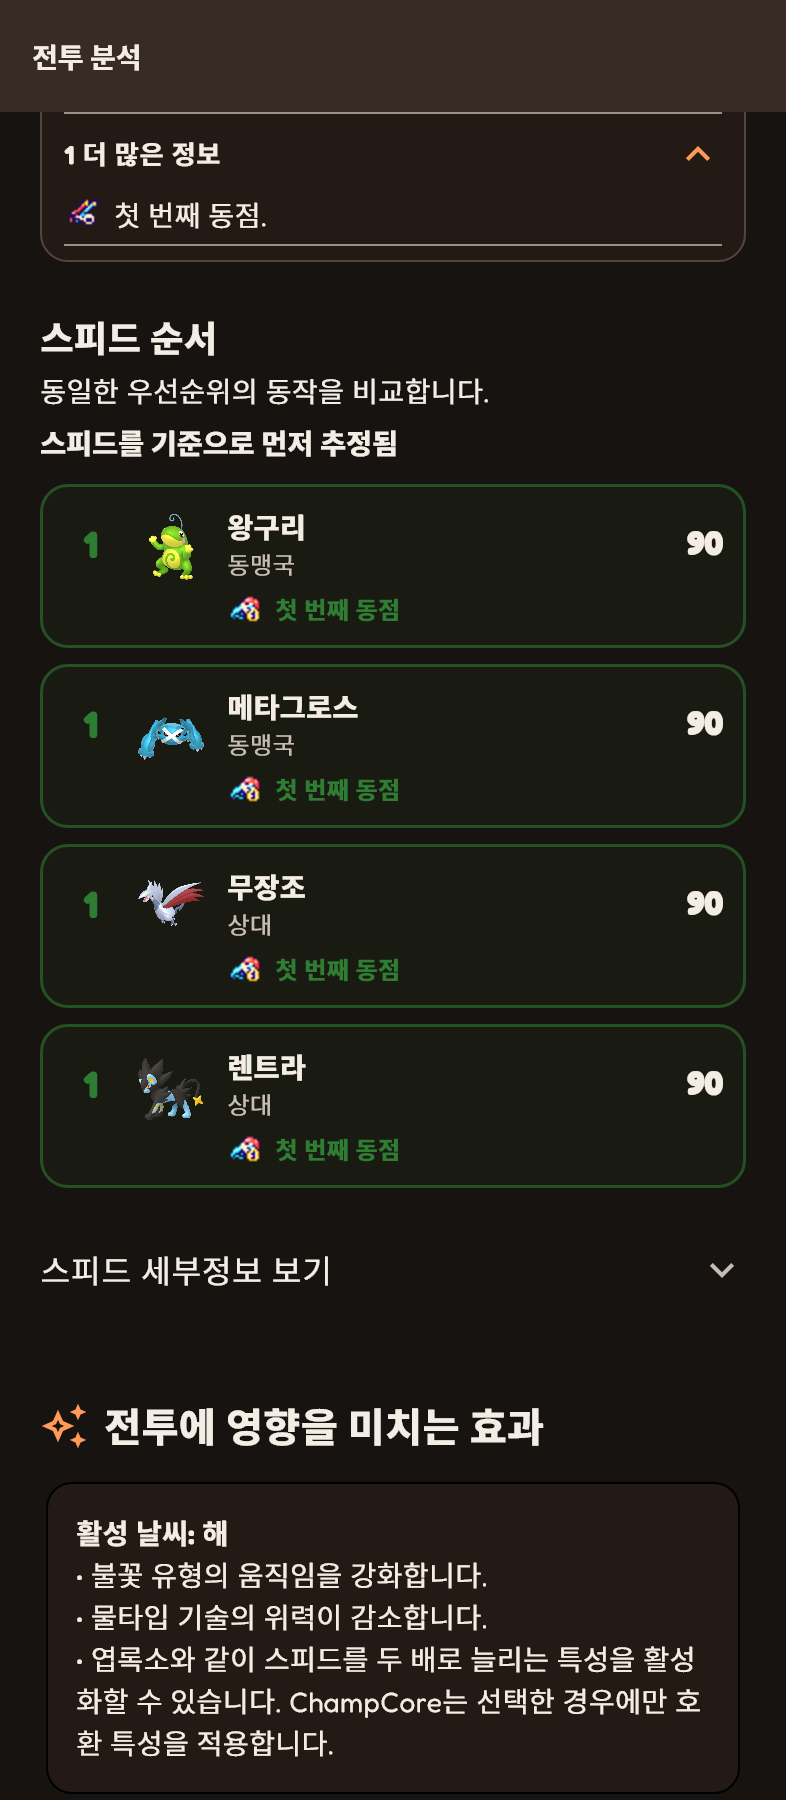 전투 분석
1 더 많은 정보
첫 번째 동점.
스피드 순서
동일한 우선순위의 동작을 비교합니다.
스피드를 기준으로 먼저 추정됨
1
왕구리
90
동맹국
첫 번째 동점
1
메타그로스
90
동맹국
첫 번째 동점
1
무장조
90
상대
첫 번째 동점
1
렌트라
90
상대
첫 번째 동점
스피드 세부정보 보기
전투에 영향을 미치는 효과
활성 날씨: 해
• 불꽃 유형의 움직임을 강화합니다.
• 물타입 기술의 위력이 감소합니다.
• 엽록소와 같이 스피드를 두 배로 늘리는 특성을 활성
화할 수 있습니다. ChampCore는 선택한 경우에만 호
환 특성을 적용합니다.